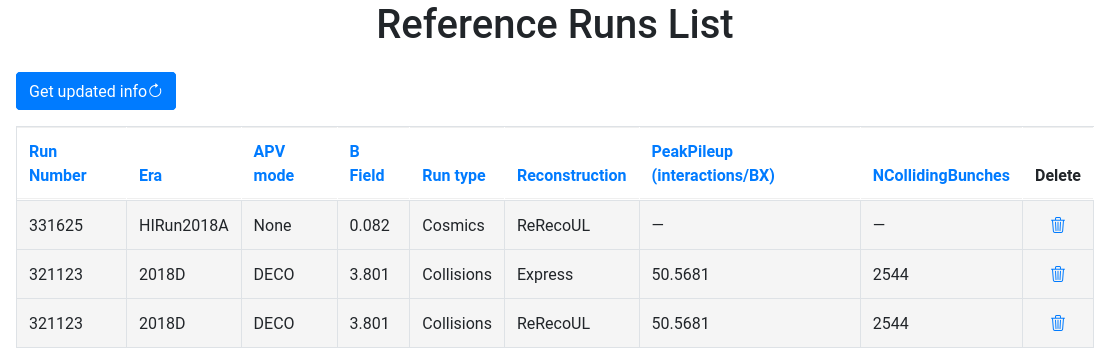 Reference Runs List
Get updated info
Run Number Era APV mode B Field Run type Reconstruction PeakPileup (interactions/BX) NCollidingBunches Delete
331625 HIRun2018A None 0.082 Cosmics ReRecoUL — —
321123 2018D DECO 3.801 Collisions Express 50.5681 2544
321123 2018D DECO 3.801 Collisions ReRecoUL 50.5681 2544